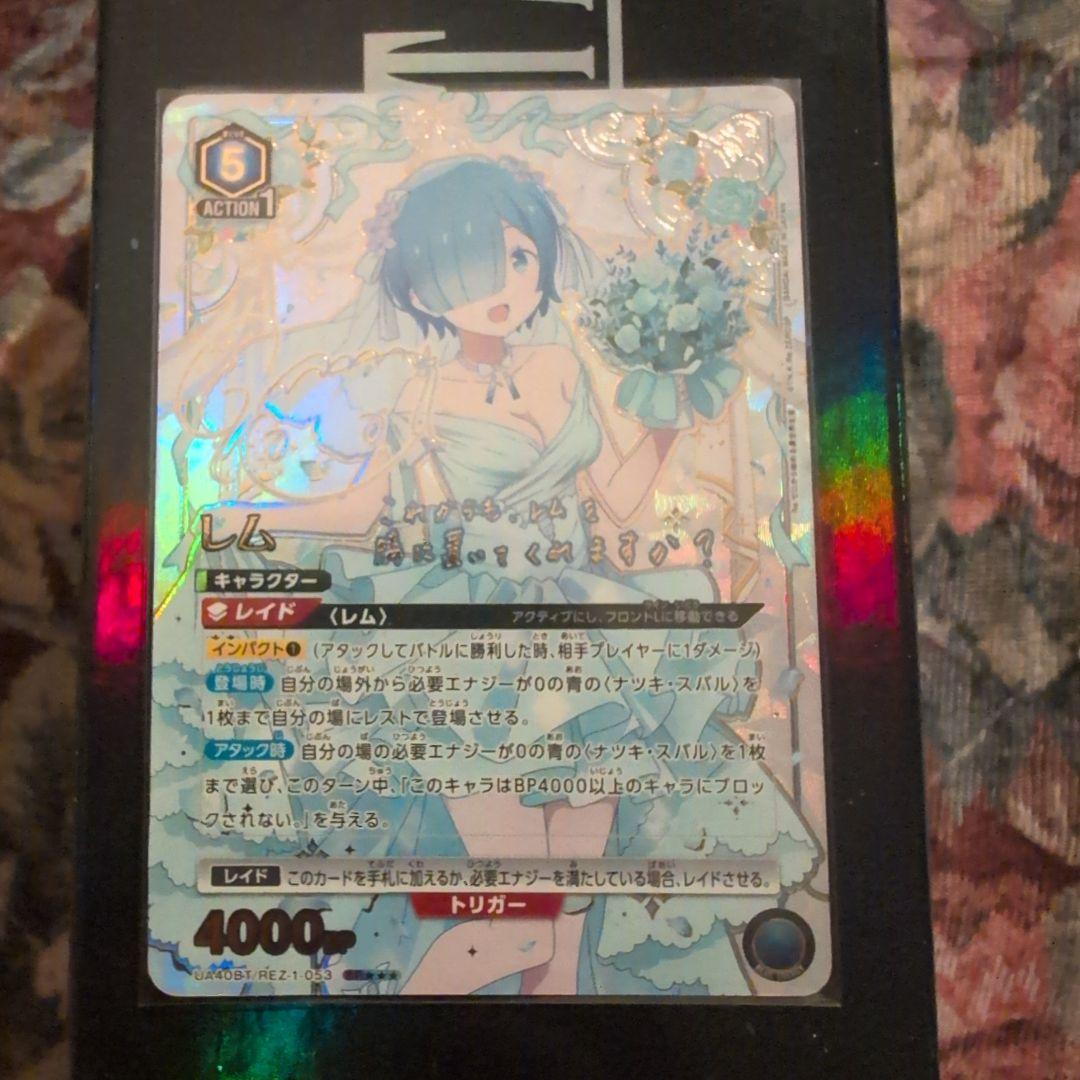 5
ACTION 1
これからも、レムを
隣に置いてくれますか？
レム
キャラクター
レイド 〈レム〉 アクティブにし、フロントLに移動できる
インパクト❶ (アタックしてバトルに勝利した時、相手プレイヤーに1ダメージ)
登場時 自分の場外から必要エナジーが0の青の〈ナツキ・スバル〉を
1枚まで自分の場にレストで登場させる。
アタック時 自分の場の必要エナジーが0の青の〈ナツキ・スバル〉を1枚
まで選び、このターン中、「このキャラはBP4000以上のキャラにブロッ
クされない。」を与える。
レイド このカードを手札に加えるか、必要エナジーを満たしている場合、レイドさせる。
トリガー
4000BP
UA40BT/REZ-1-053 SR★★★